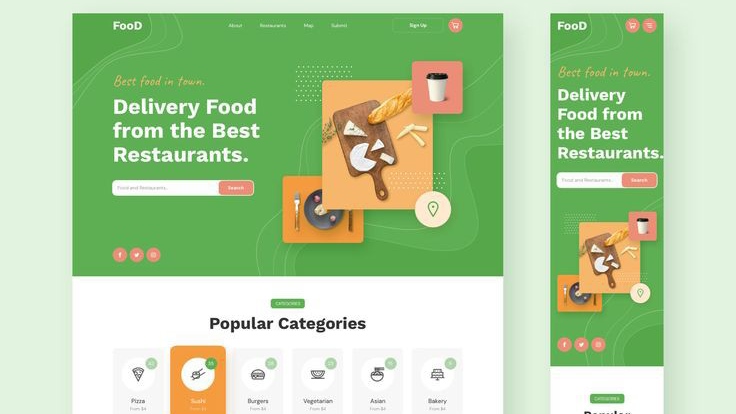 FooD
About
Restaurants
Map
Submit
Sign Up
Best food in town.
Delivery Food
from the Best
Restaurants.
Food and Restaurants..
Search
CATEGORIES
Popular Categories
Pizza
From $4
Sushi
From $4
Burgers
From $4
Vegetarian
From $4
Asian
From $4
Bakery
From $4
FooD
Best food in town.
Delivery
Food from
the Best
Restaurants.
Food and Restaurants..
Search
CATEGORIES
Popular